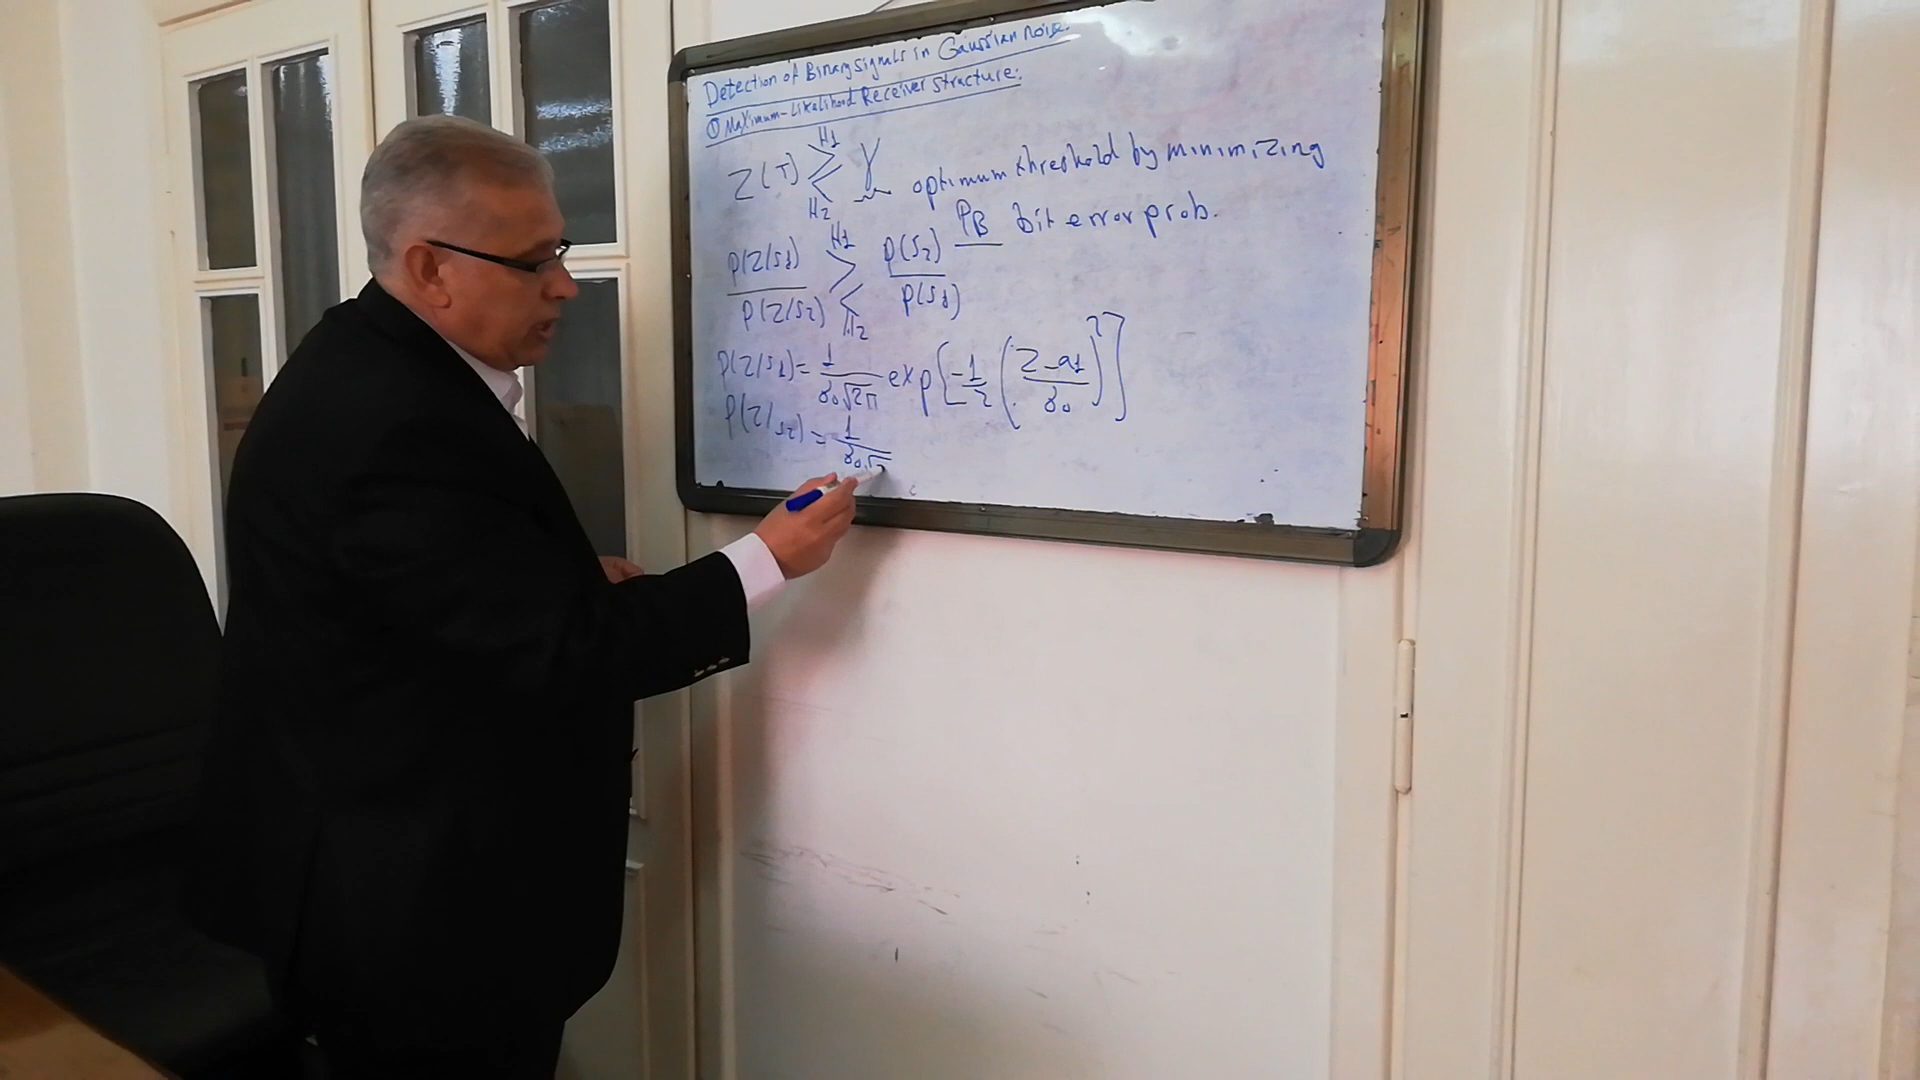 Detection of Binary signals in Gaussian noise.
① Maximum-Likelihood Receiver Structure:
Z(T) ≷ γ optimum threshold by minimizing
H1
H2
PB bit error prob.
p(z/s1) / p(z/s2) ≷ p(s2) / p(s1)
H1
H2
p(z/s1) = 1/(σ0√2π) exp[-1/2 ((z-a1)/σ0)^2]
p(z/s2) = 1/(σ0√2